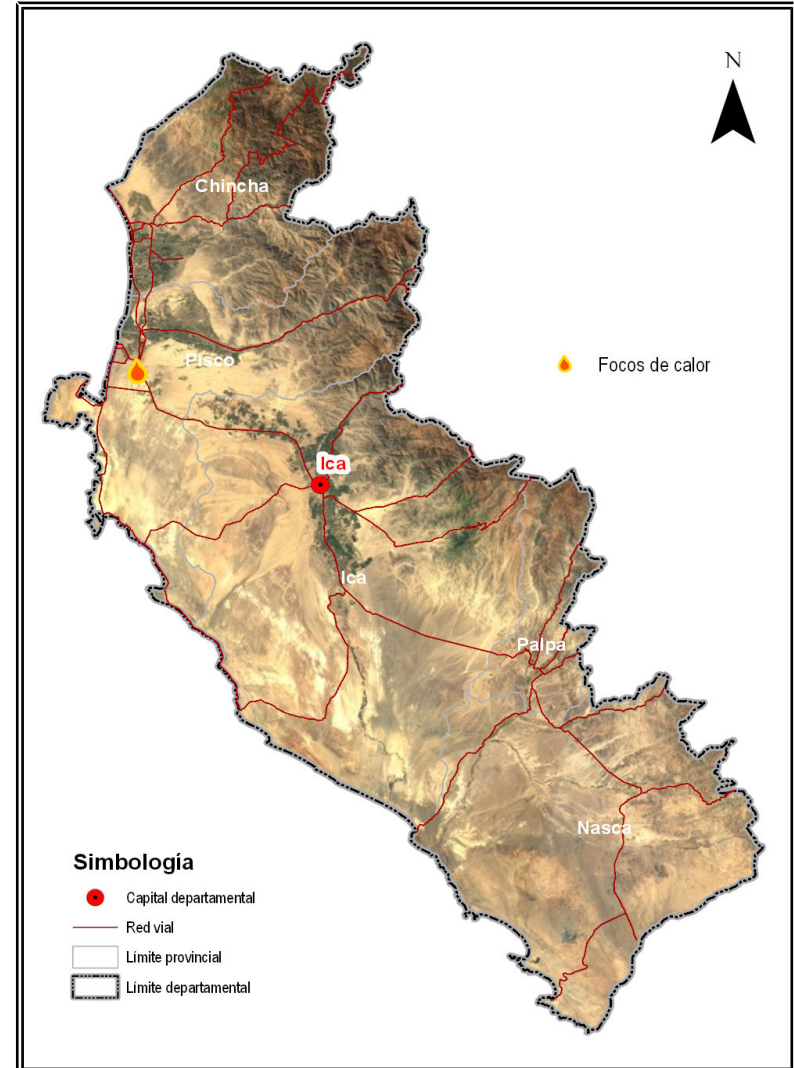 N
Chincha
Pisco
Focos de calor
Ica
Ica
Palpa
Nasca
Simbología
Capital departamental
Red vial
Límite provincial
Límite departamental